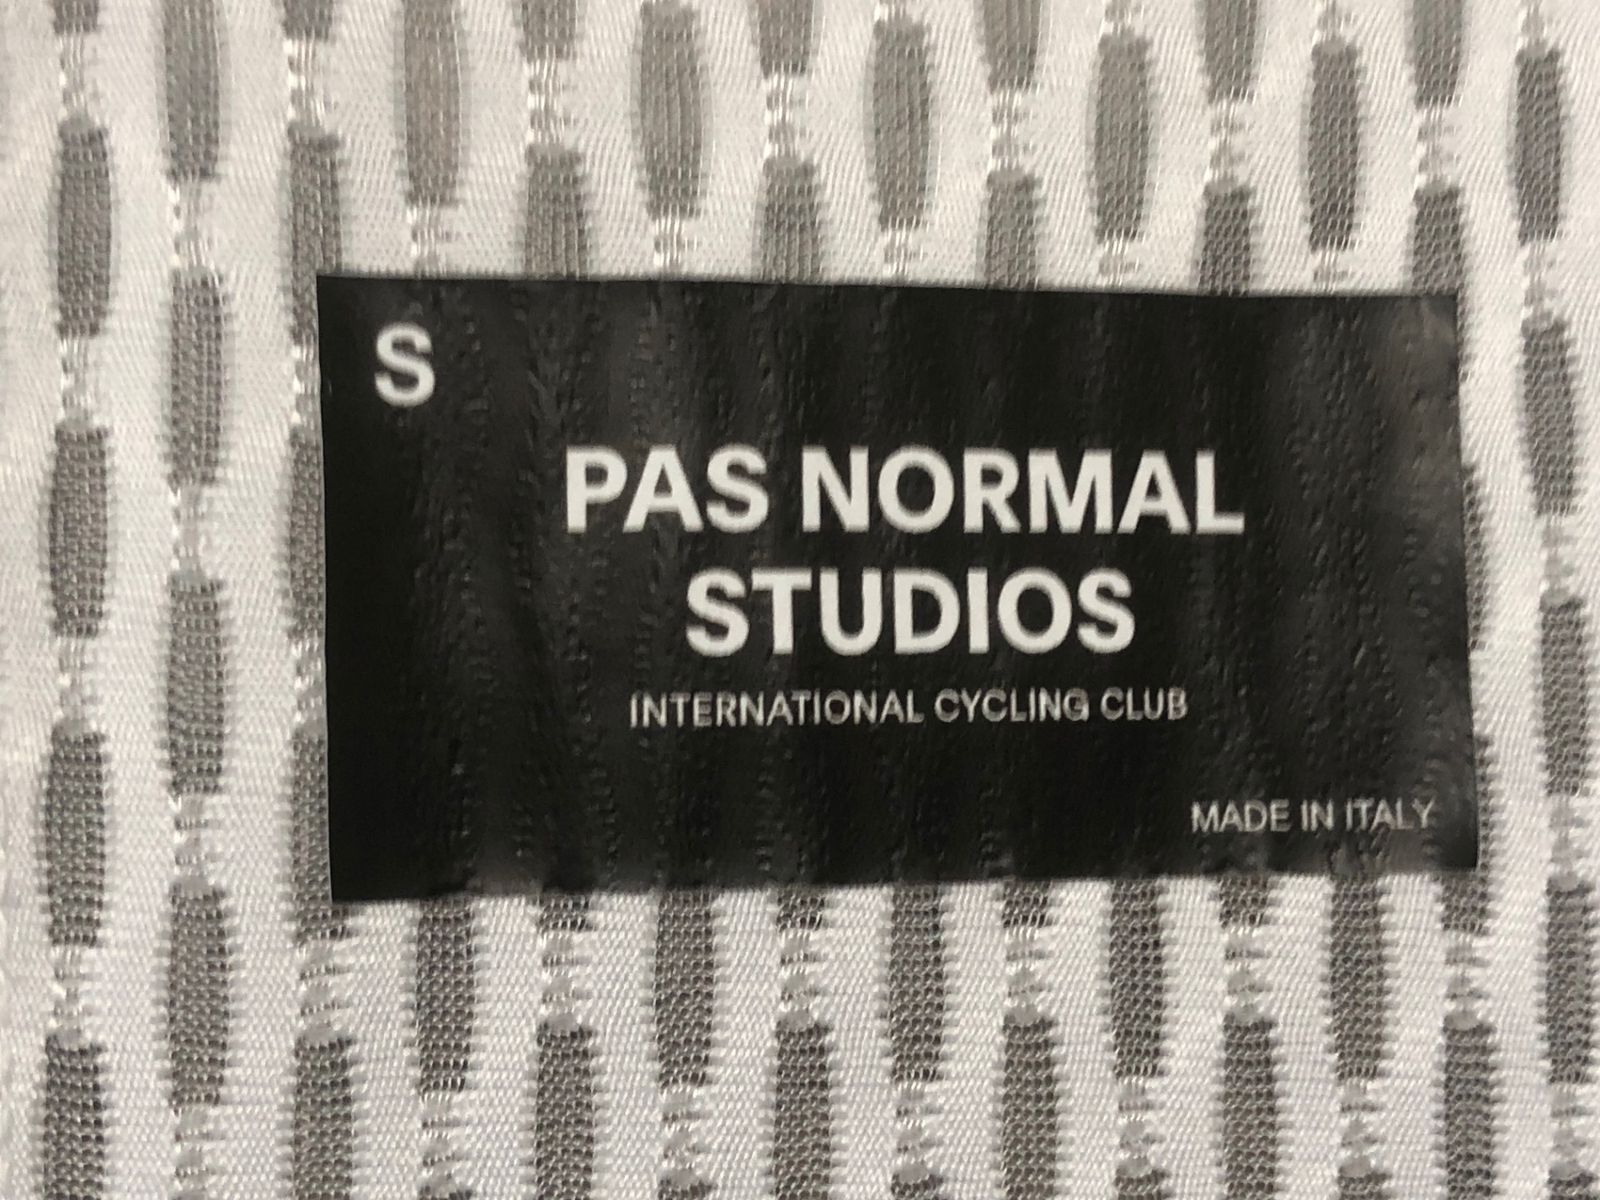 S
PAS NORMAL
STUDIOS
INTERNATIONAL CYCLING CLUB
MADE IN ITALY